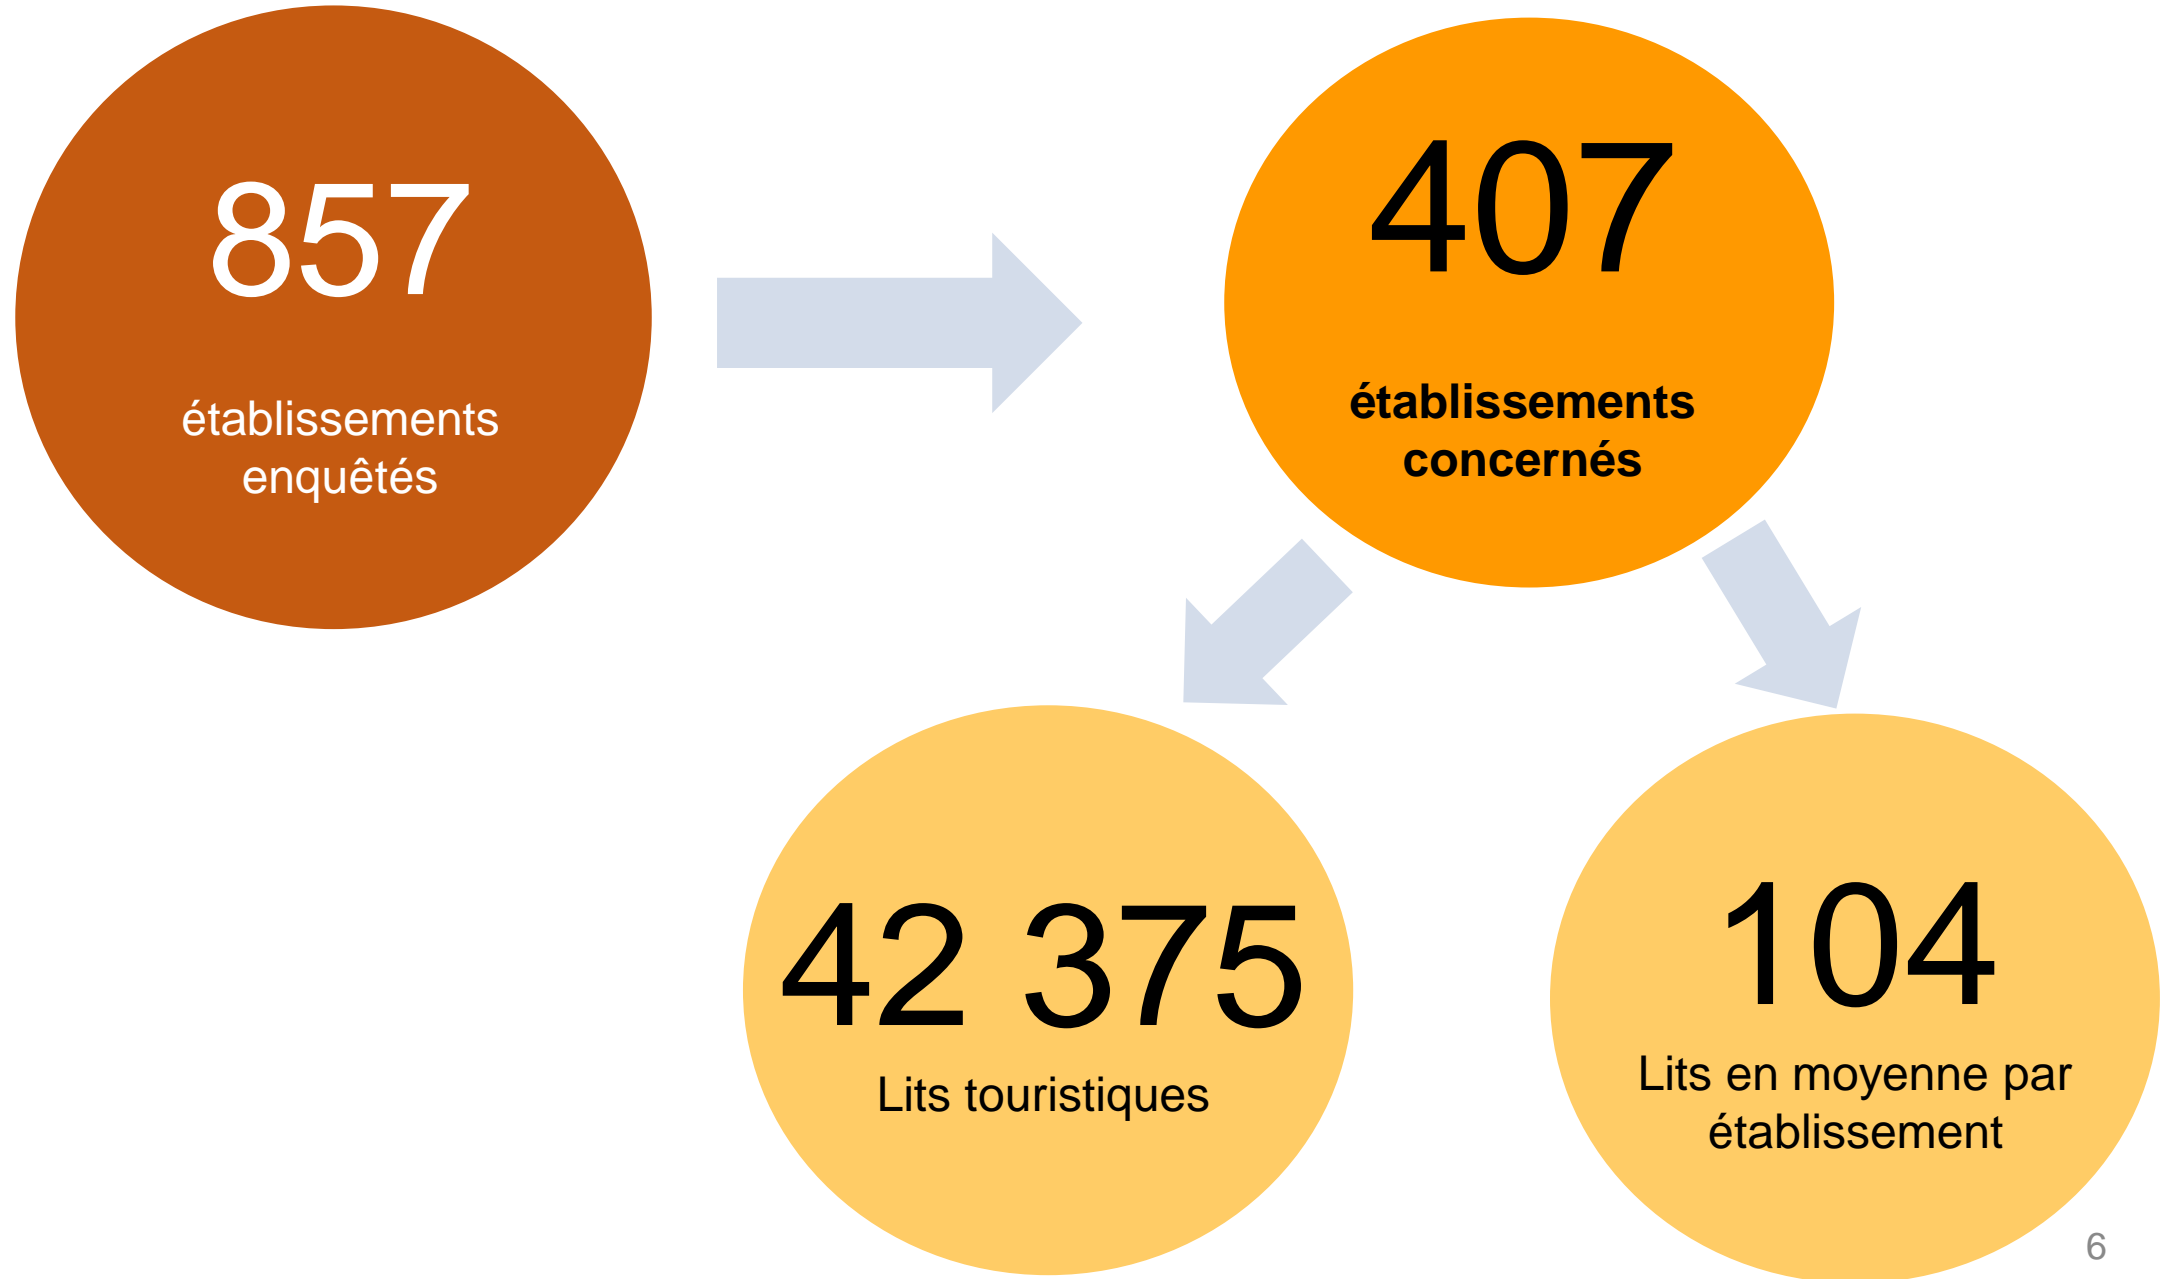 857
établissements
enquêtés
407
établissements
concernés
42 375
Lits touristiques
104
Lits en moyenne par
établissement
6